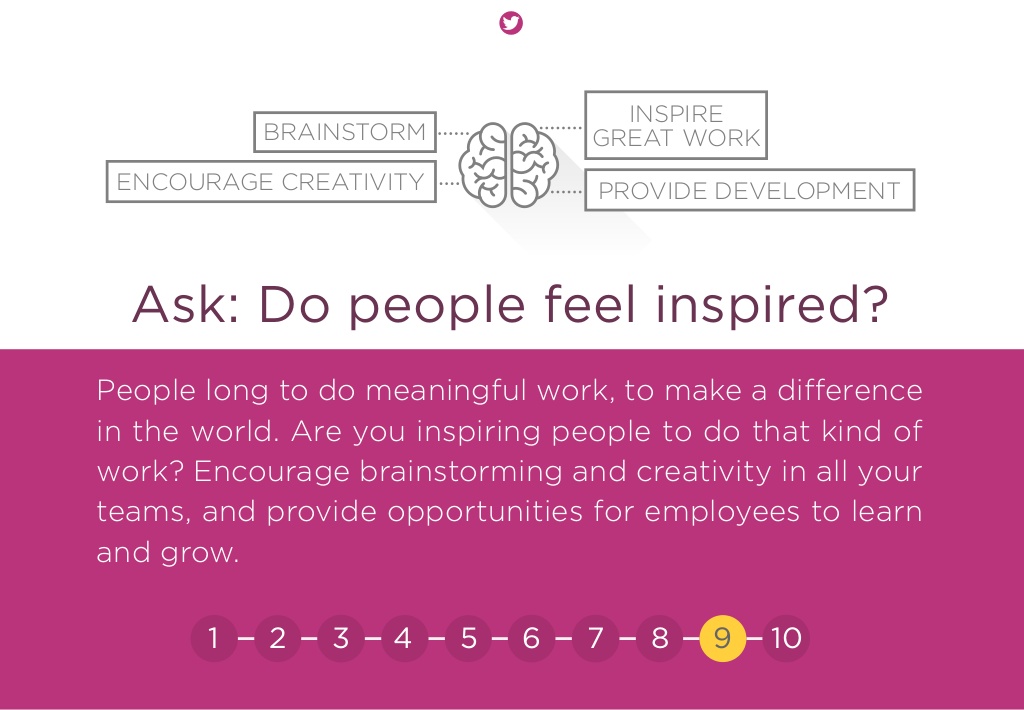 BRAINSTORM
ENCOURAGE CREATIVITY
INSPIRE
GREAT WORK
PROVIDE DEVELOPMENT
Ask: Do people feel inspired?
People long to do meaningful work, to make a difference
in the world. Are you inspiring people to do that kind of
work? Encourage brainstorming and creativity in all your
teams, and provide opportunities for employees to learn
and grow.
1 – 2 – 3 – 4 – 5 – 6 – 7 – 8 – 9 – 10